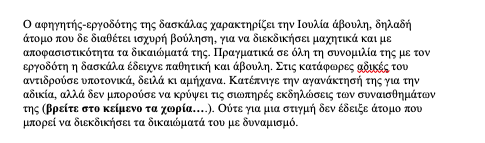 Ο αφηγητής-εργοδότης της δασκάλας χαρακτηρίζει την Ιουλία άβουλη, δηλαδή
άτομο που δε διαθέτει ισχυρή βούληση, για να διεκδικήσει μαχητικά και με
αποφασιστικότητα τα δικαιώματά της. Πραγματικά σε όλη τη συνομιλία της με τον
εργοδότη η δασκάλα έδειχνε παθητική και άβουλη. Στις κατάφωρες αδικές του
αντιδρούσε υποτονικά, δειλά κι αμήχανα. Κατέπνιγε την αγανάκτησή της για την
αδικία, αλλά δεν μπορούσε να κρύψει τις σιωπηρές εκδηλώσεις των συναισθημάτων
της (βρείτε στο κείμενο τα χωρία….). Ούτε για μια στιγμή δεν έδειξε άτομο που
μπορεί να διεκδικήσει τα δικαιώματά του με δυναμισμό.